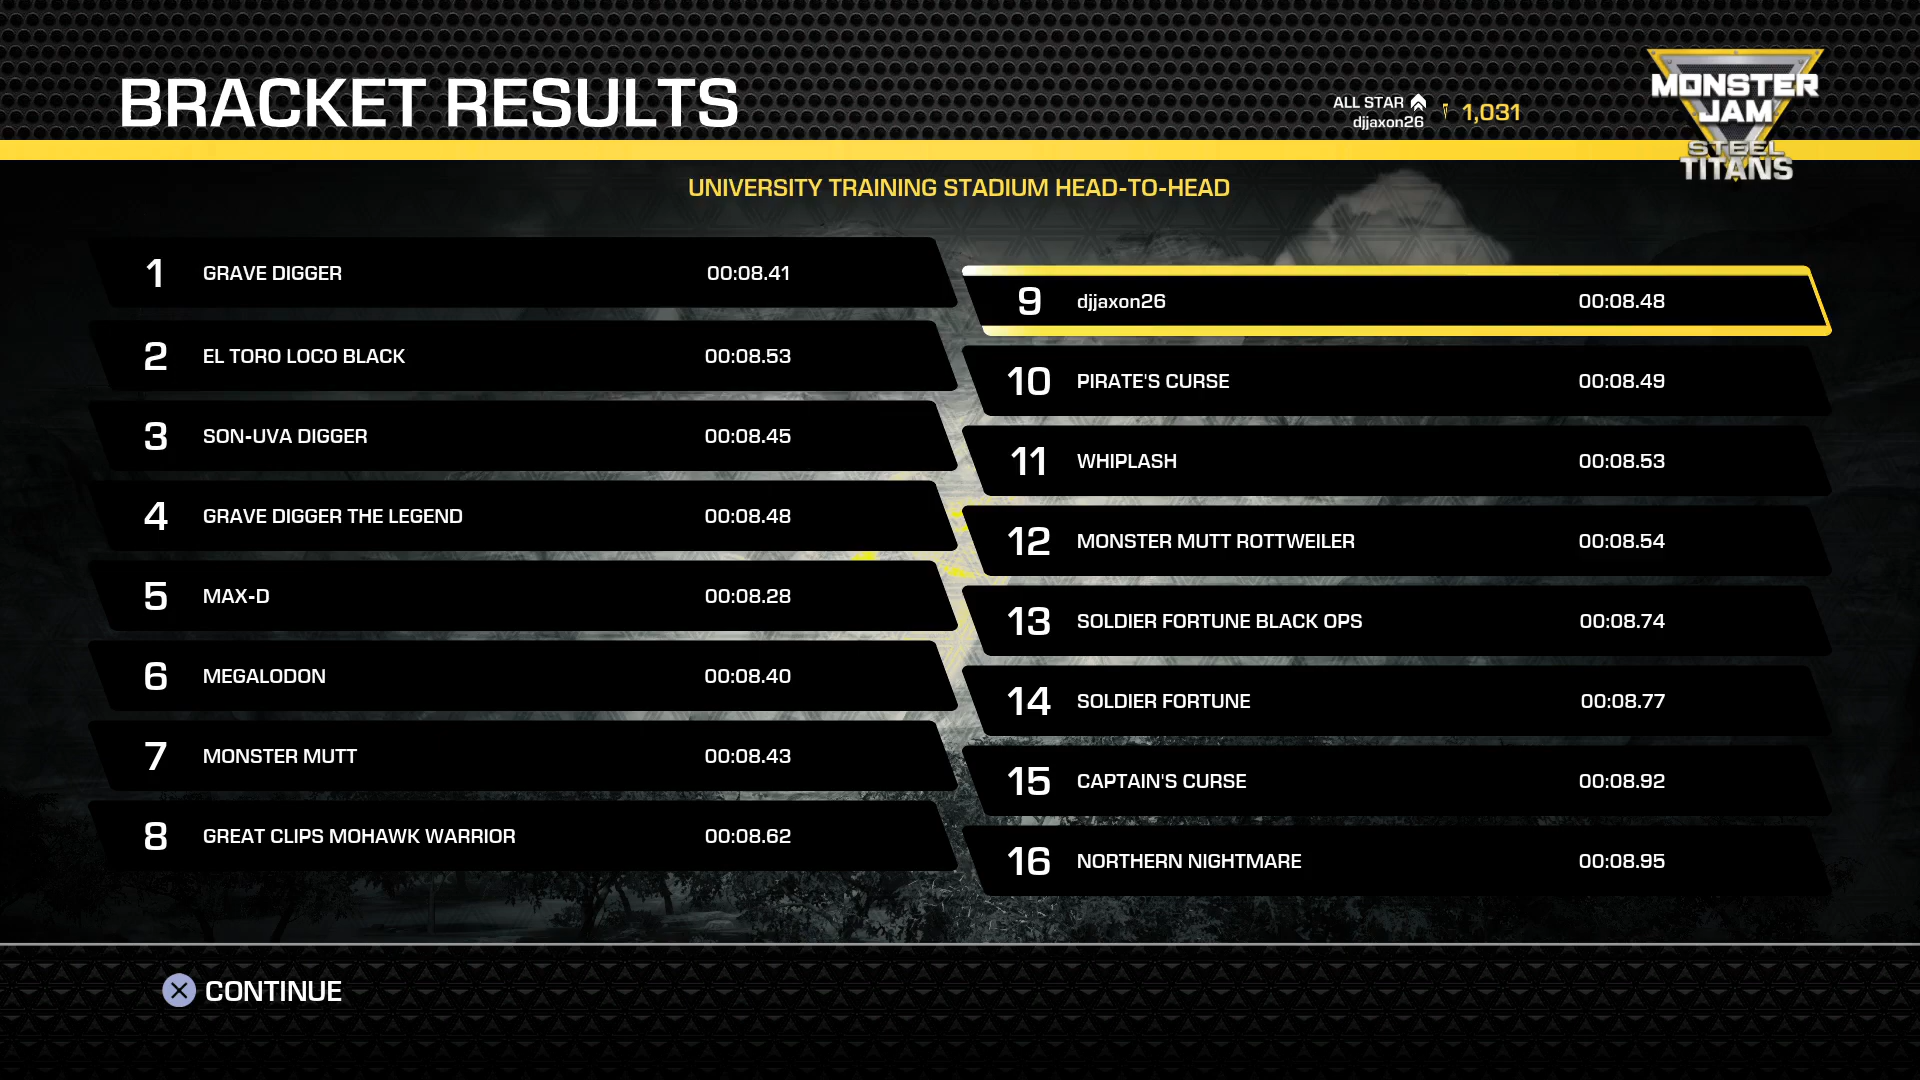 BRACKET RESULTS
ALL STAR
djjaxon26
1,031
MONSTER
JAM
STEEL
TITANS
UNIVERSITY TRAINING STADIUM HEAD-TO-HEAD
1 GRAVE DIGGER 00:08.41
2 EL TORO LOCO BLACK 00:08.53
3 SON-UVA DIGGER 00:08.45
4 GRAVE DIGGER THE LEGEND 00:08.48
5 MAX-D 00:08.28
6 MEGALODON 00:08.40
7 MONSTER MUTT 00:08.43
8 GREAT CLIPS MOHAWK WARRIOR 00:08.62
9 djjaxon26 00:08.48
10 PIRATE'S CURSE 00:08.49
11 WHIPLASH 00:08.53
12 MONSTER MUTT ROTTWEILER 00:08.54
13 SOLDIER FORTUNE BLACK OPS 00:08.74
14 SOLDIER FORTUNE 00:08.77
15 CAPTAIN'S CURSE 00:08.92
16 NORTHERN NIGHTMARE 00:08.95
CONTINUE